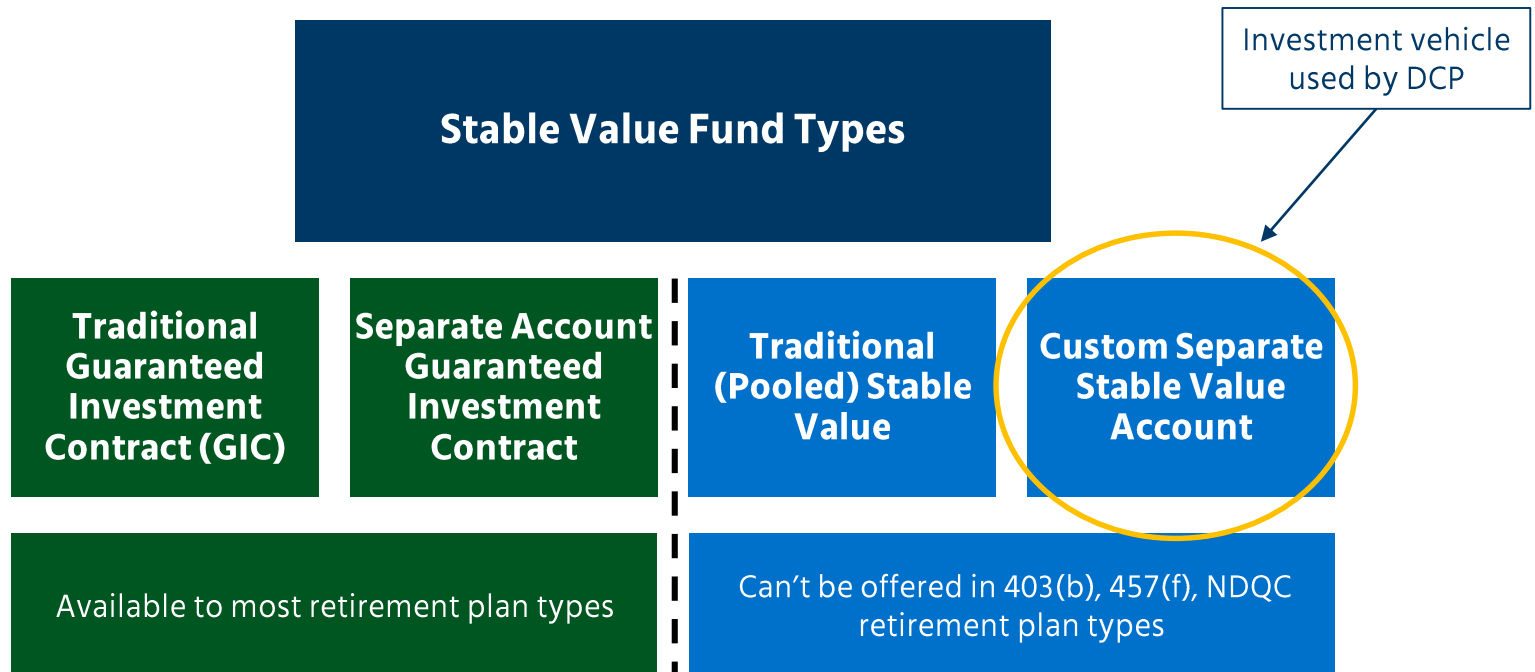 Investment vehicle
used by DCP
Stable Value Fund Types
Traditional
Guaranteed
Investment
Contract (GIC)
Separate Account
Guaranteed
Investment
Contract
Traditional
(Pooled) Stable
Value
Custom Separate
Stable Value
Account
Available to most retirement plan types
Can’t be offered in 403(b), 457(f), NDQC
retirement plan types